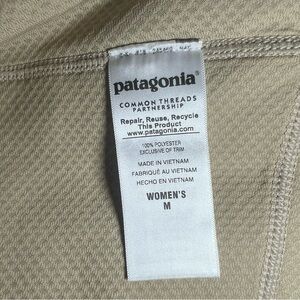 patagonia®
COMMON THREADS
PARTNERSHIP
Repair, Reuse, Recycle
This Product
www.patagonia.com
100% POLYESTER
EXCLUSIVE OF TRIM
MADE IN VIETNAM
FABRIQUÉ AU VIETNAM
HECHO EN VIETNAM
WOMEN'S
M